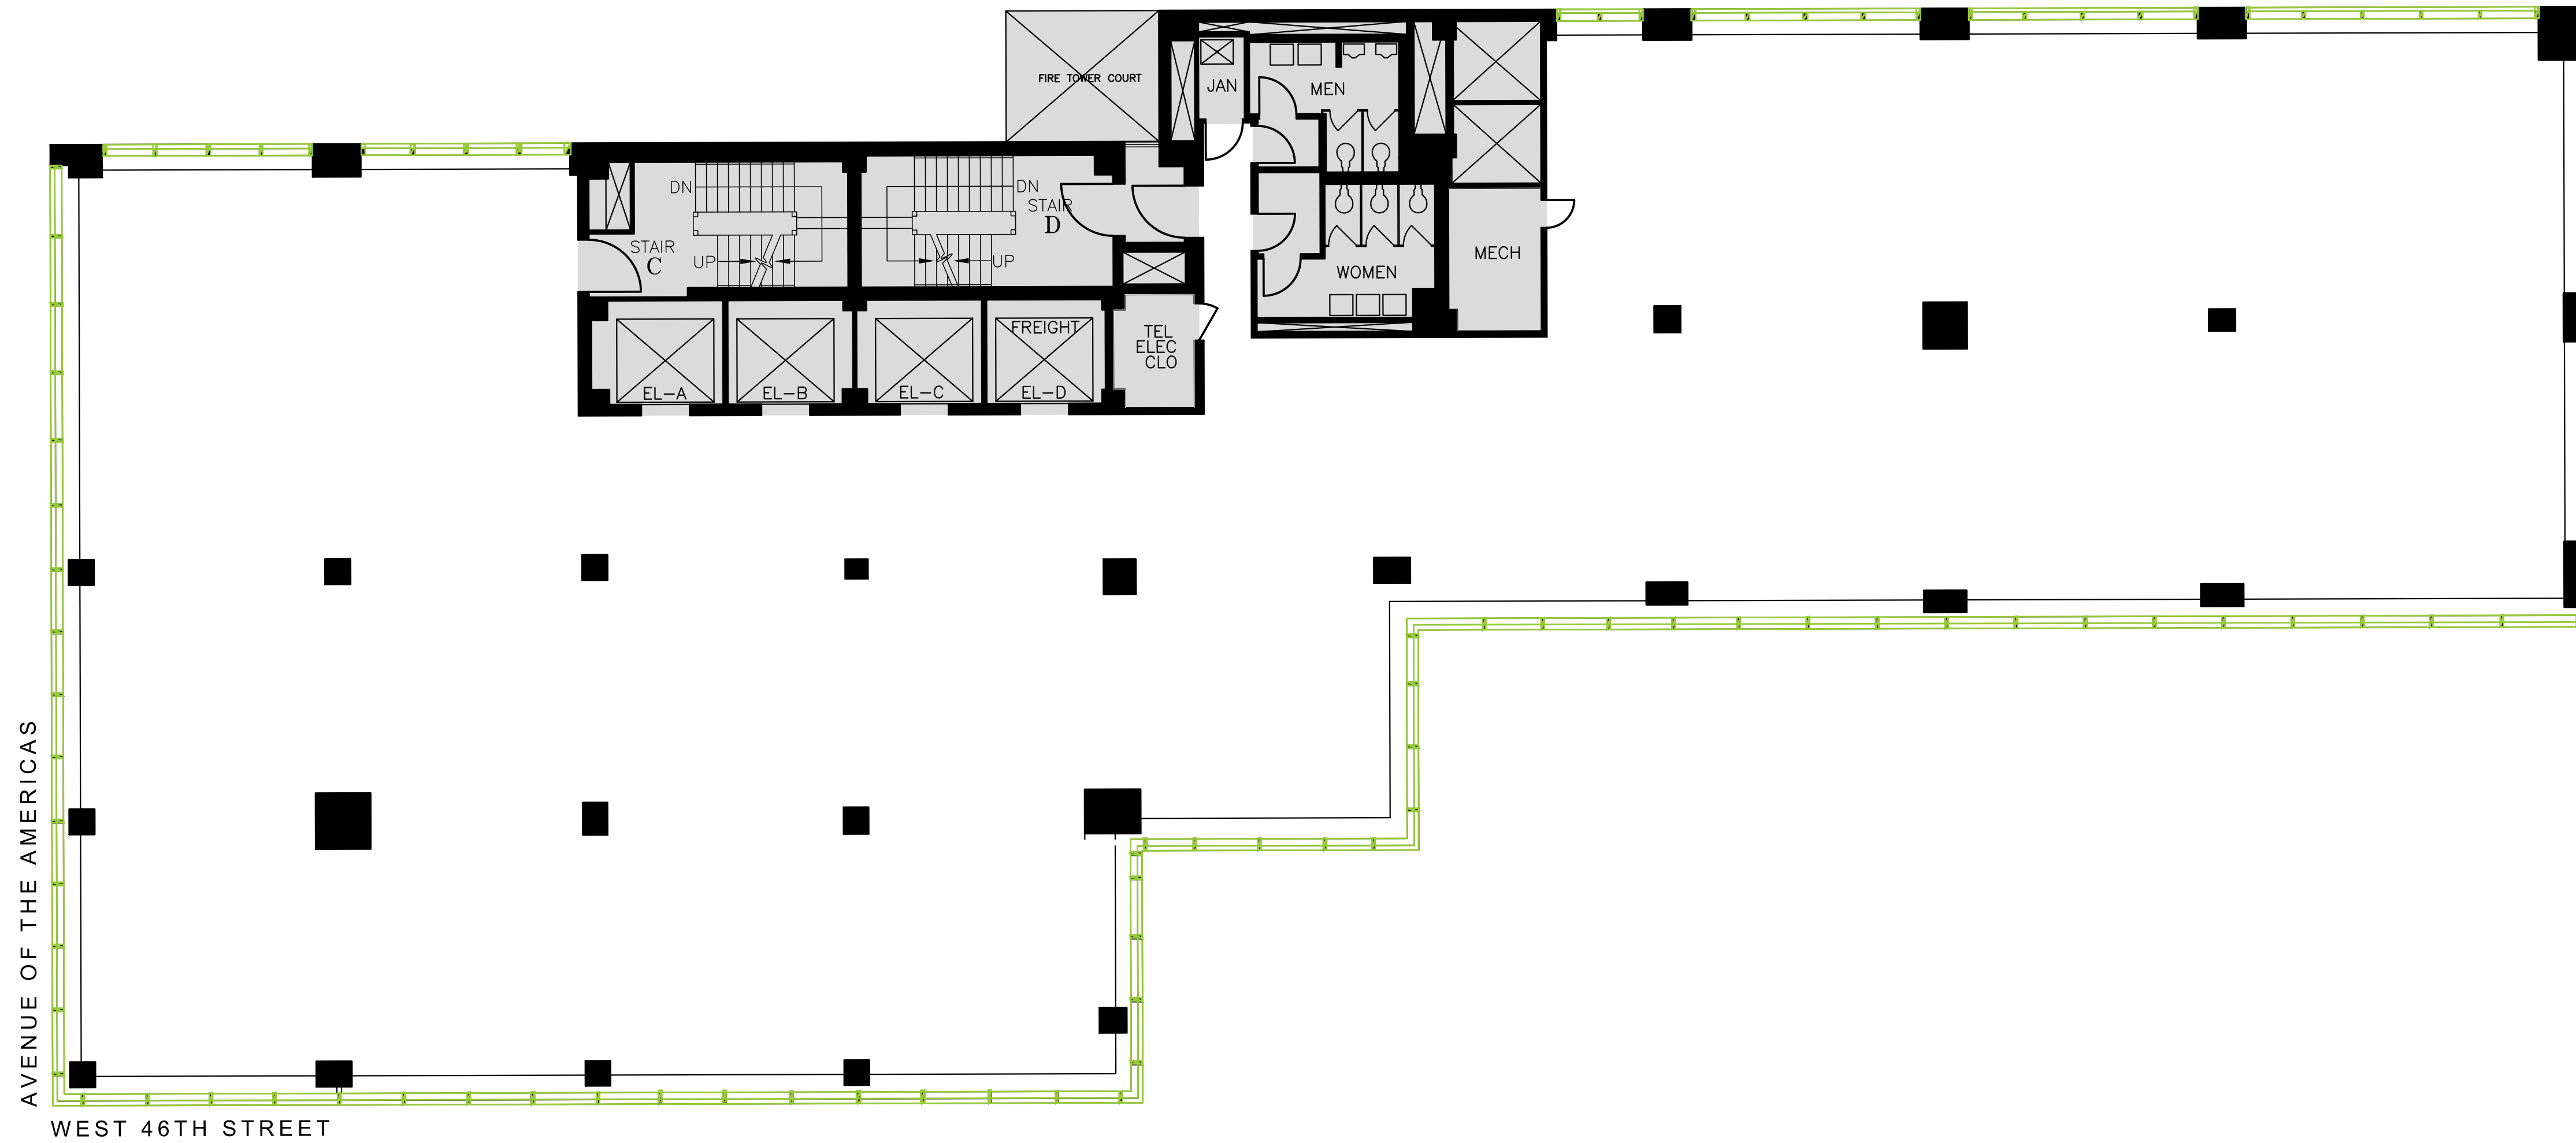 FIRE TOWER COURT
JAN
MEN
DN
DN
STAIR
D
STAIR
C
UP
UP
MECH
WOMEN
FREIGHT
TEL
ELEC
CLO
EL-A
EL-B
EL-C
EL-D
AVENUE OF THE AMERICAS
WEST 46TH STREET